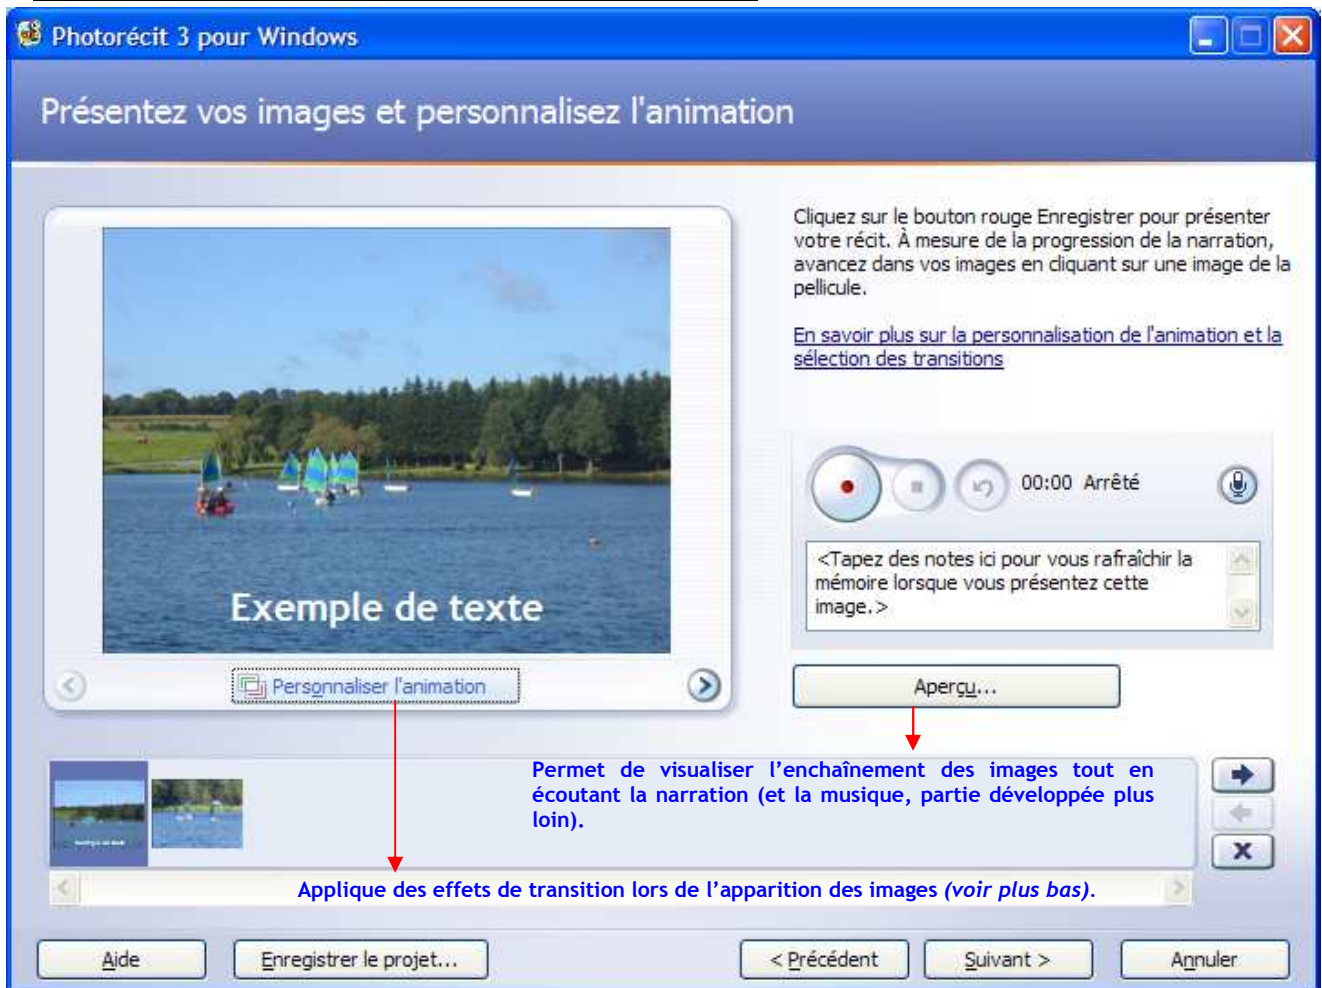 Photorécit 3 pour Windows
Présentez vos images et personnalisez l'animation
Cliquez sur le bouton rouge Enregistrer pour présenter
votre récit. À mesure de la progression de la narration,
avancez dans vos images en cliquant sur une image de la
pellicule.
En savoir plus sur la personnalisation de l'animation et la
sélection des transitions
00:00 Arrêté
<Tapez des notes ici pour vous rafraîchir la
mémoire lorsque vous présentez cette
image.>
Exemple de texte
Personnaliser l'animation
Aperçu...
Permet de visualiser l’enchaînement des images tout en
écoutant la narration (et la musique, partie développée plus
loin).
Applique des effets de transition lors de l’apparition des images (voir plus bas).
Aide
Enregistrer le projet...
< Précédent
Suivant >
Annuler